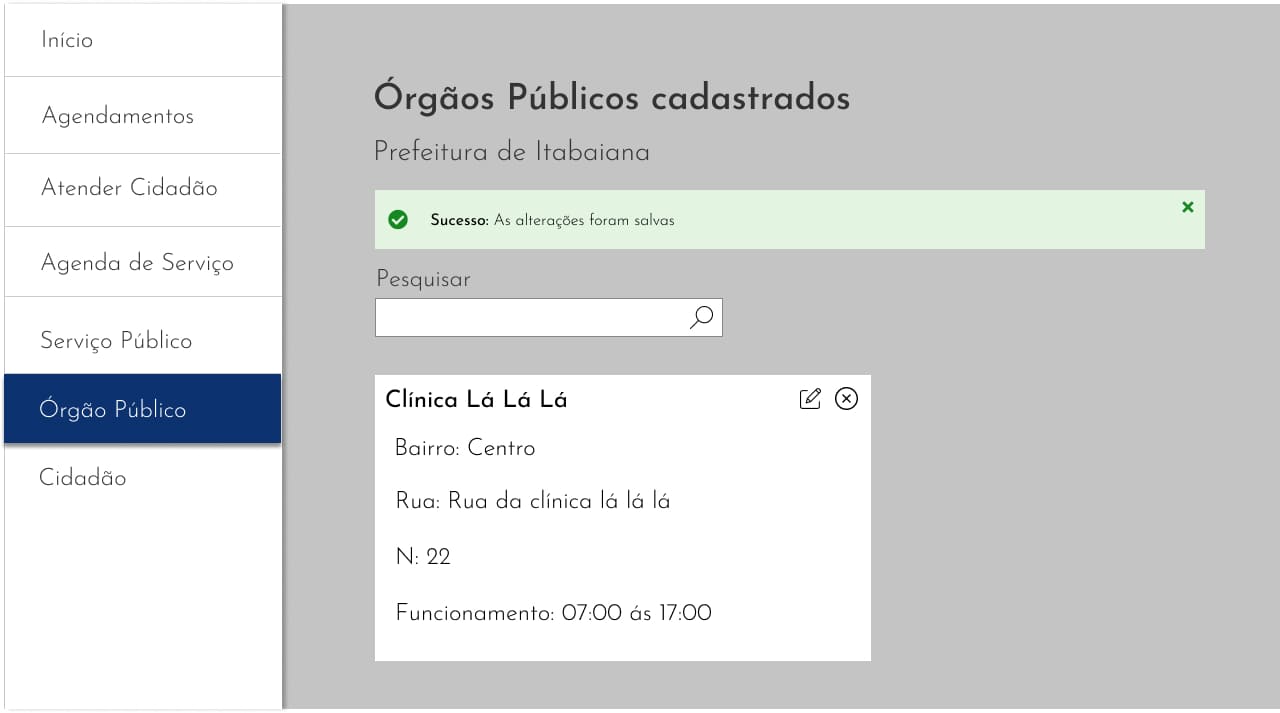 Início
Agendamentos
Atender Cidadão
Agenda de Serviço
Serviço Público
Órgão Público
Cidadão
Órgãos Públicos cadastrados
Prefeitura de Itabaiana
Sucesso: As alterações foram salvas
Pesquisar
Clínica Lá Lá Lá
Bairro: Centro
Rua: Rua da clínica lá lá lá
N: 22
Funcionamento: 07:00 ás 17:00